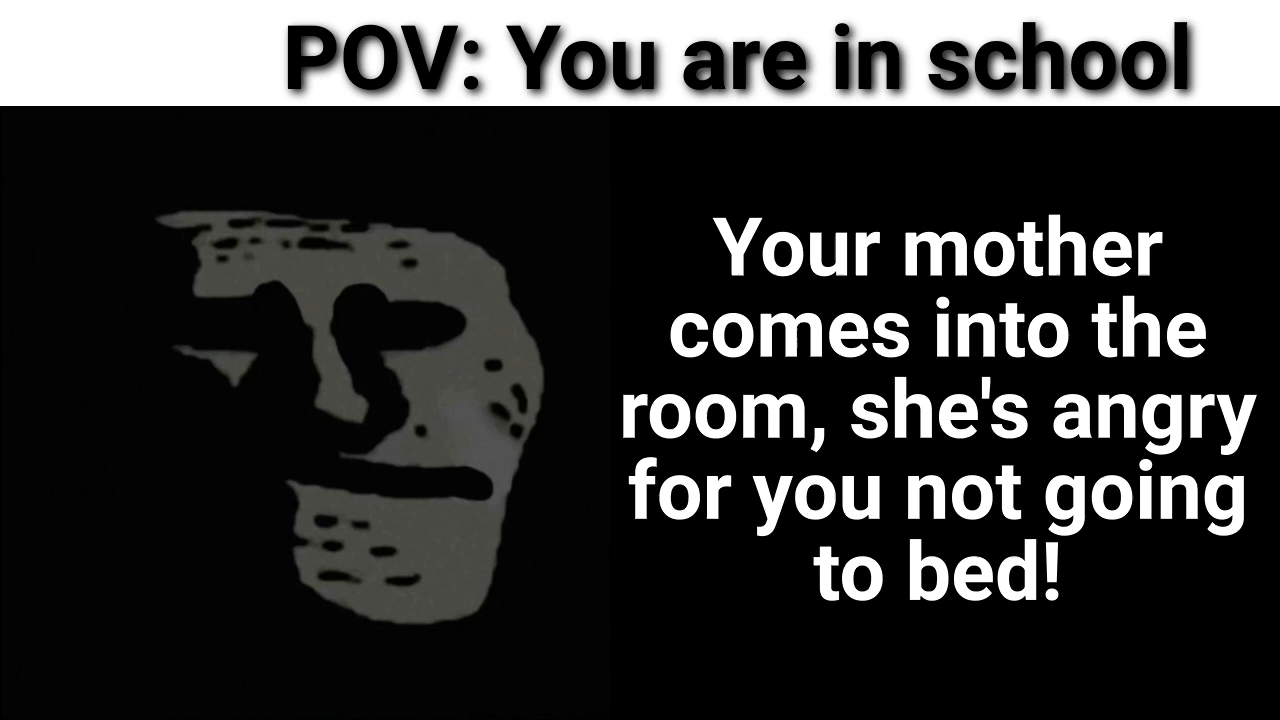 POV: You are in school
Your mother
comes into the
room, she's angry
for you not going
to bed!